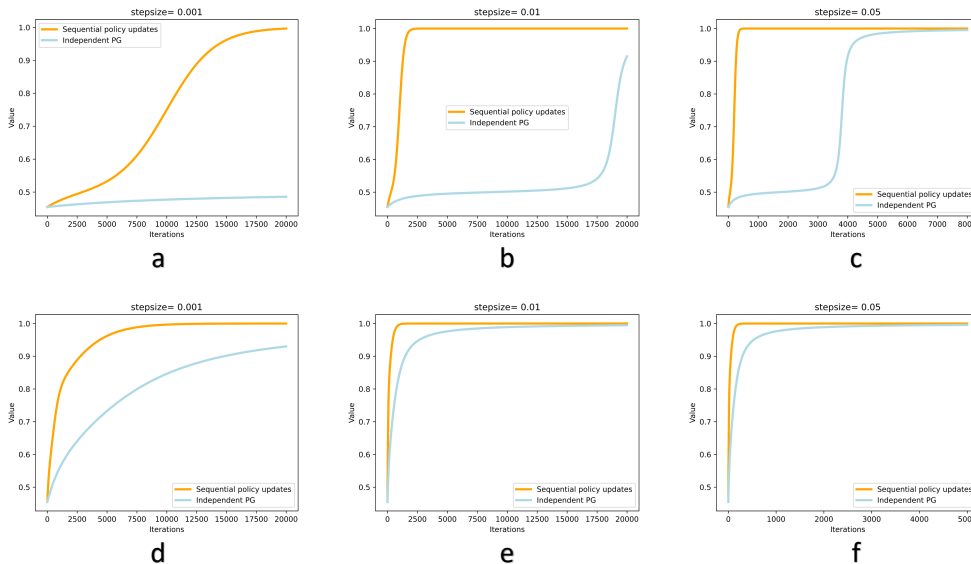 stepsize= 0.001
Sequential policy updates
Independent PG
Value
1.0
0.9
0.8
0.7
0.6
0.5
0 2500 5000 7500 10000 12500 15000 17500 20000
Iterations
a
stepsize= 0.01
Sequential policy updates
Independent PG
Value
1.0
0.9
0.8
0.7
0.6
0.5
0 2500 5000 7500 10000 12500 15000 17500 20000
Iterations
b
stepsize= 0.05
Sequential policy updates
Independent PG
Value
1.0
0.9
0.8
0.7
0.6
0.5
0 1000 2000 3000 4000 5000 6000 7000 800
Iterations
c
stepsize= 0.001
Sequential policy updates
Independent PG
Value
1.0
0.9
0.8
0.7
0.6
0.5
0 2500 5000 7500 10000 12500 15000 17500 20000
Iterations
d
stepsize= 0.01
Sequential policy updates
Independent PG
Value
1.0
0.9
0.8
0.7
0.6
0.5
0 2500 5000 7500 10000 12500 15000 17500 20000
Iterations
e
stepsize= 0.05
Sequential policy updates
Independent PG
Value
1.0
0.9
0.8
0.7
0.6
0.5
0 1000 2000 3000 4000 500
Iterations
f